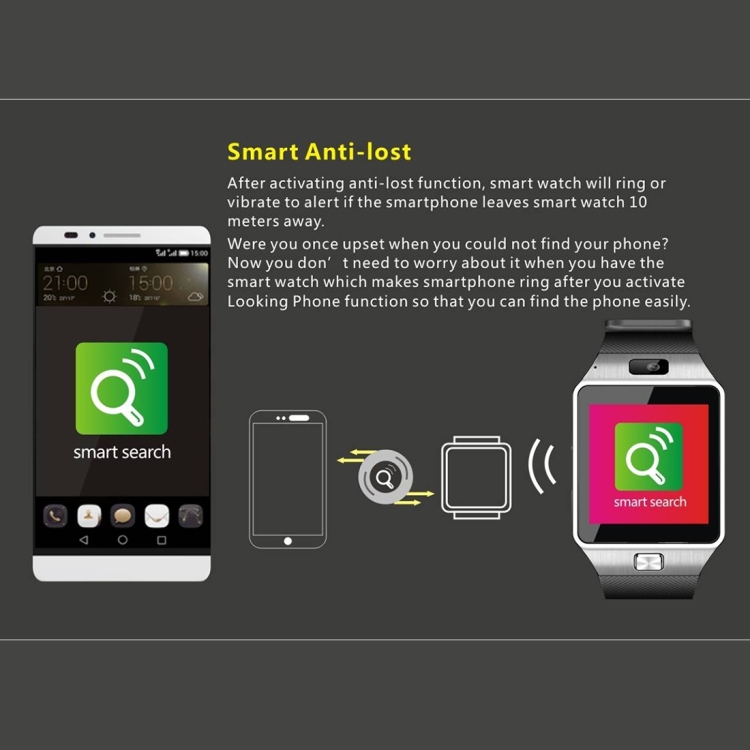 Smart Anti-lost
After activating anti-lost function, smart watch will ring or
vibrate to alert if the smartphone leaves smart watch 10
meters away.
Were you once upset when you could not find your phone?
Now you don’t need to worry about it when you have the
smart watch which makes smartphone ring after you activate
Looking Phone function so that you can find the phone easily.
15:00
21:00 15:00
20°c 18°c
smart search
smart search